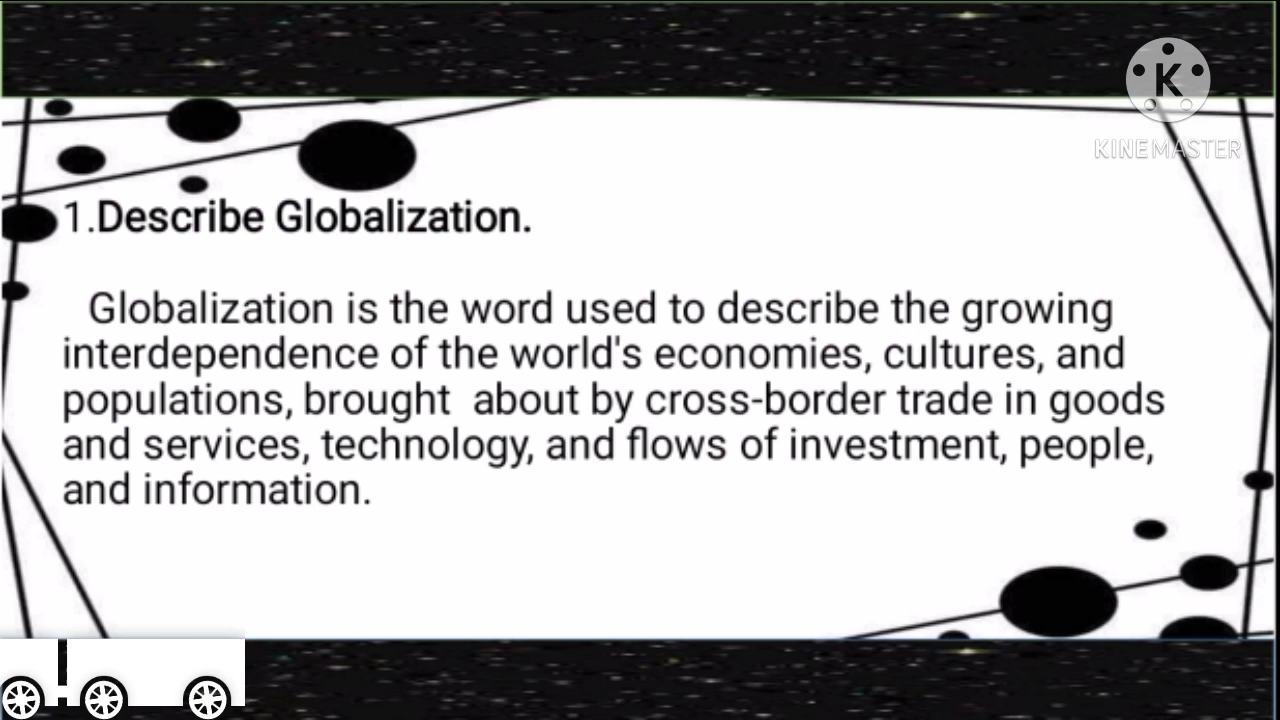 K
KINEMASTER
1.Describe Globalization.
Globalization is the word used to describe the growing
interdependence of the world's economies, cultures, and
populations, brought  about by cross-border trade in goods
and services, technology, and flows of investment, people,
and information.